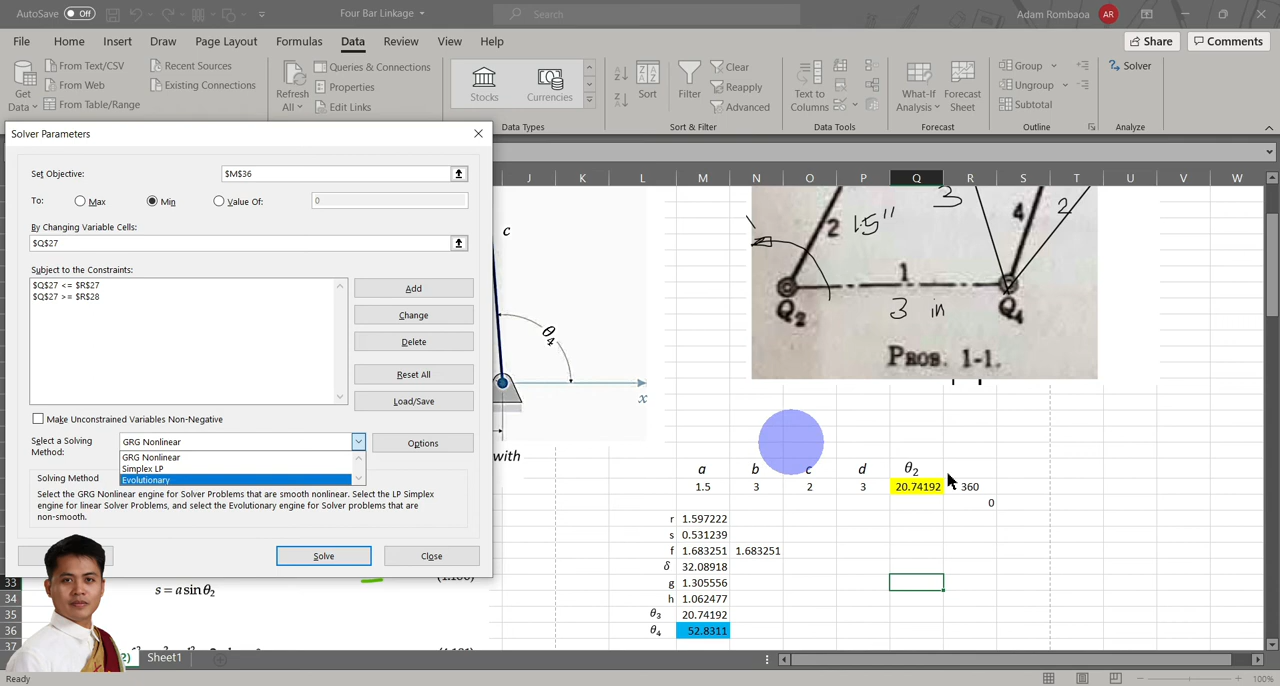 AutoSave Off
Four Bar Linkage
Search
Adam Rombaoa AR
File Home Insert Draw Page Layout Formulas Data Review View Help
Share Comments
Get Data
From Text/CSV
From Web
From Table/Range
Recent Sources
Existing Connections
Refresh All
Queries & Connections
Properties
Edit Links
Stocks
Currencies
Data Types
Sort
Filter
Clear
Reapply
Advanced
Sort & Filter
Text to Columns
Data Tools
What-If Analysis
Forecast Sheet
Forecast
Group
Ungroup
Subtotal
Outline
Solver
Analyze
Solver Parameters
Set Objective: $M$36
To: Max Min Value Of: 0
By Changing Variable Cells:
$Q$27
Subject to the Constraints:
$Q$27 <= $R$27
$Q$27 >= $R$28
Add
Change
Delete
Reset All
Load/Save
Make Unconstrained Variables Non-Negative
Select a Solving Method: GRG Nonlinear
Options
GRG Nonlinear
Simplex LP
Evolutionary
Solving Method
Select the GRG Nonlinear engine for Solver Problems that are smooth nonlinear. Select the LP Simplex
engine for linear Solver Problems, and select the Evolutionary engine for Solver problems that are
non-smooth.
Solve
Close
J K L M N O P Q R S T U V W
c
θ4
x
with
2 1.5"
3
4 2
1
3 in
Q2 Q4
PROB. 1-1.
a b c d θ2
1.5 3 2 3 20.74192 360
0
r 1.597222
s 0.531239
f 1.683251 1.683251
δ 32.08918
g 1.305556
h 1.062477
θ3 20.74192
θ4 52.8311
33
34
35
36
37
s = a sin θ2
Sheet1
Ready
100%